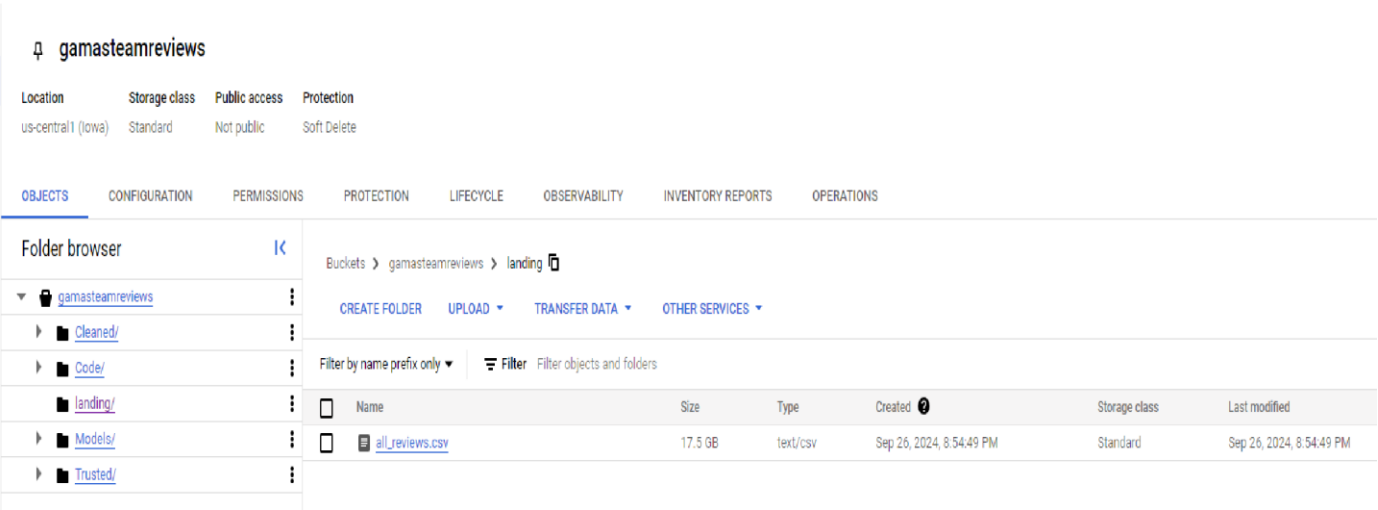 gamasteamreviews
Location Storage class Public access Protection
us-central1 (Iowa) Standard Not public Soft Delete
OBJECTS CONFIGURATION PERMISSIONS PROTECTION LIFECYCLE OBSERVABILITY INVENTORY REPORTS OPERATIONS
Folder browser
gamasteamreviews
Cleaned/
Code/
landing/
Models/
Trusted/
Buckets > gamasteamreviews > landing
CREATE FOLDER UPLOAD TRANSFER DATA OTHER SERVICES
Filter by name prefix only Filter Filter objects and folders
Name Size Type Created Storage class Last modified
all_reviews.csv 17.5 GB text/csv Sep 26, 2024, 8:54:49 PM Standard Sep 26, 2024, 8:54:49 PM